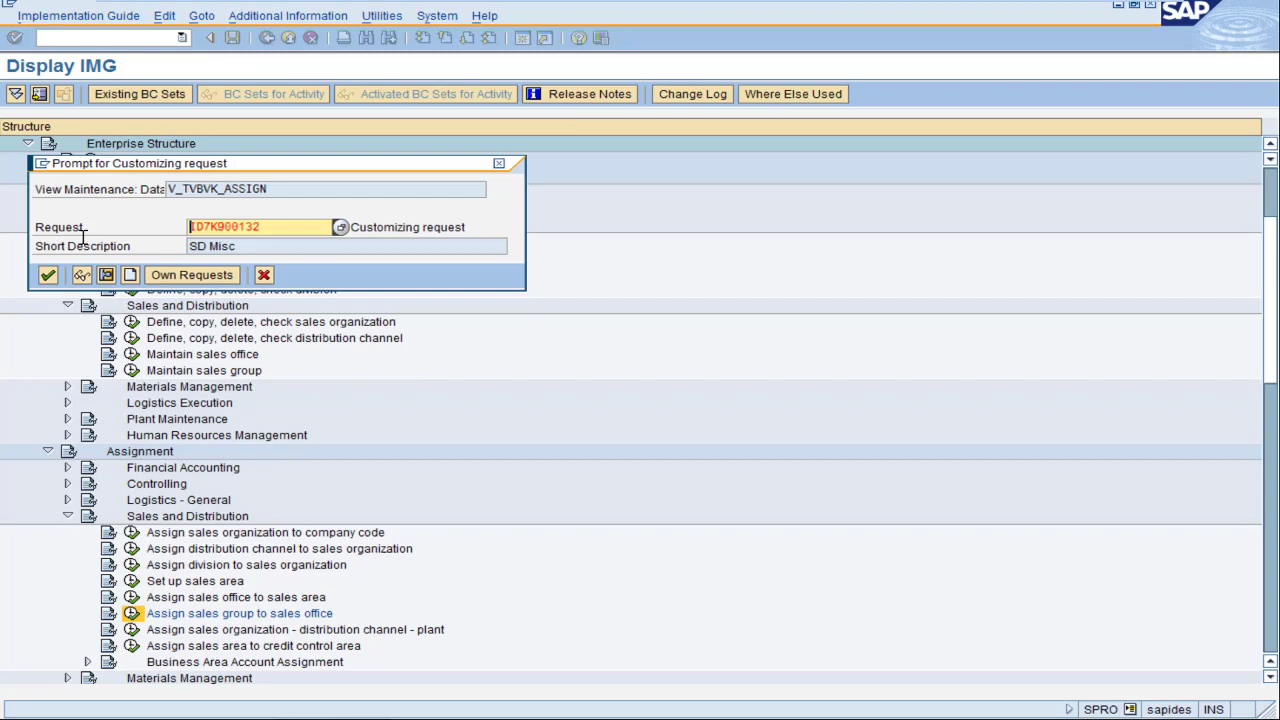 Implementation Guide Edit Goto Additional Information Utilities System Help
SAP
Display IMG
Existing BC Sets BC Sets for Activity Activated BC Sets for Activity Release Notes Change Log Where Else Used
Structure
Enterprise Structure
Prompt for Customizing request
View Maintenance: Data V_TVBVK_ASSIGN
Request ID7K900132 Customizing request
Short Description SD Misc
Own Requests
Define, copy, delete, check division
Sales and Distribution
Define, copy, delete, check sales organization
Define, copy, delete, check distribution channel
Maintain sales office
Maintain sales group
Materials Management
Logistics Execution
Plant Maintenance
Human Resources Management
Assignment
Financial Accounting
Controlling
Logistics - General
Sales and Distribution
Assign sales organization to company code
Assign distribution channel to sales organization
Assign division to sales organization
Set up sales area
Assign sales office to sales area
Assign sales group to sales office
Assign sales organization - distribution channel - plant
Assign sales area to credit control area
Business Area Account Assignment
Materials Management
SPRO sapides INS